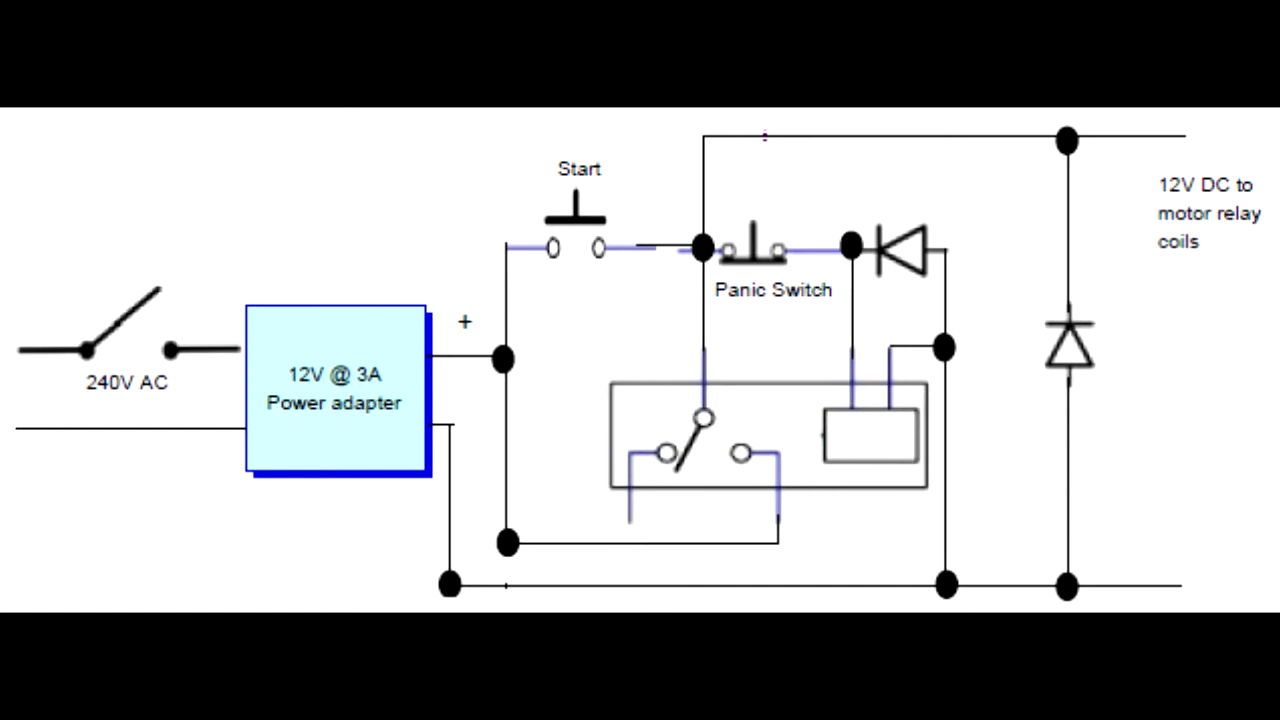 Start
12V DC to
motor relay
coils
Panic Switch
+
240V AC
12V @ 3A
Power adapter